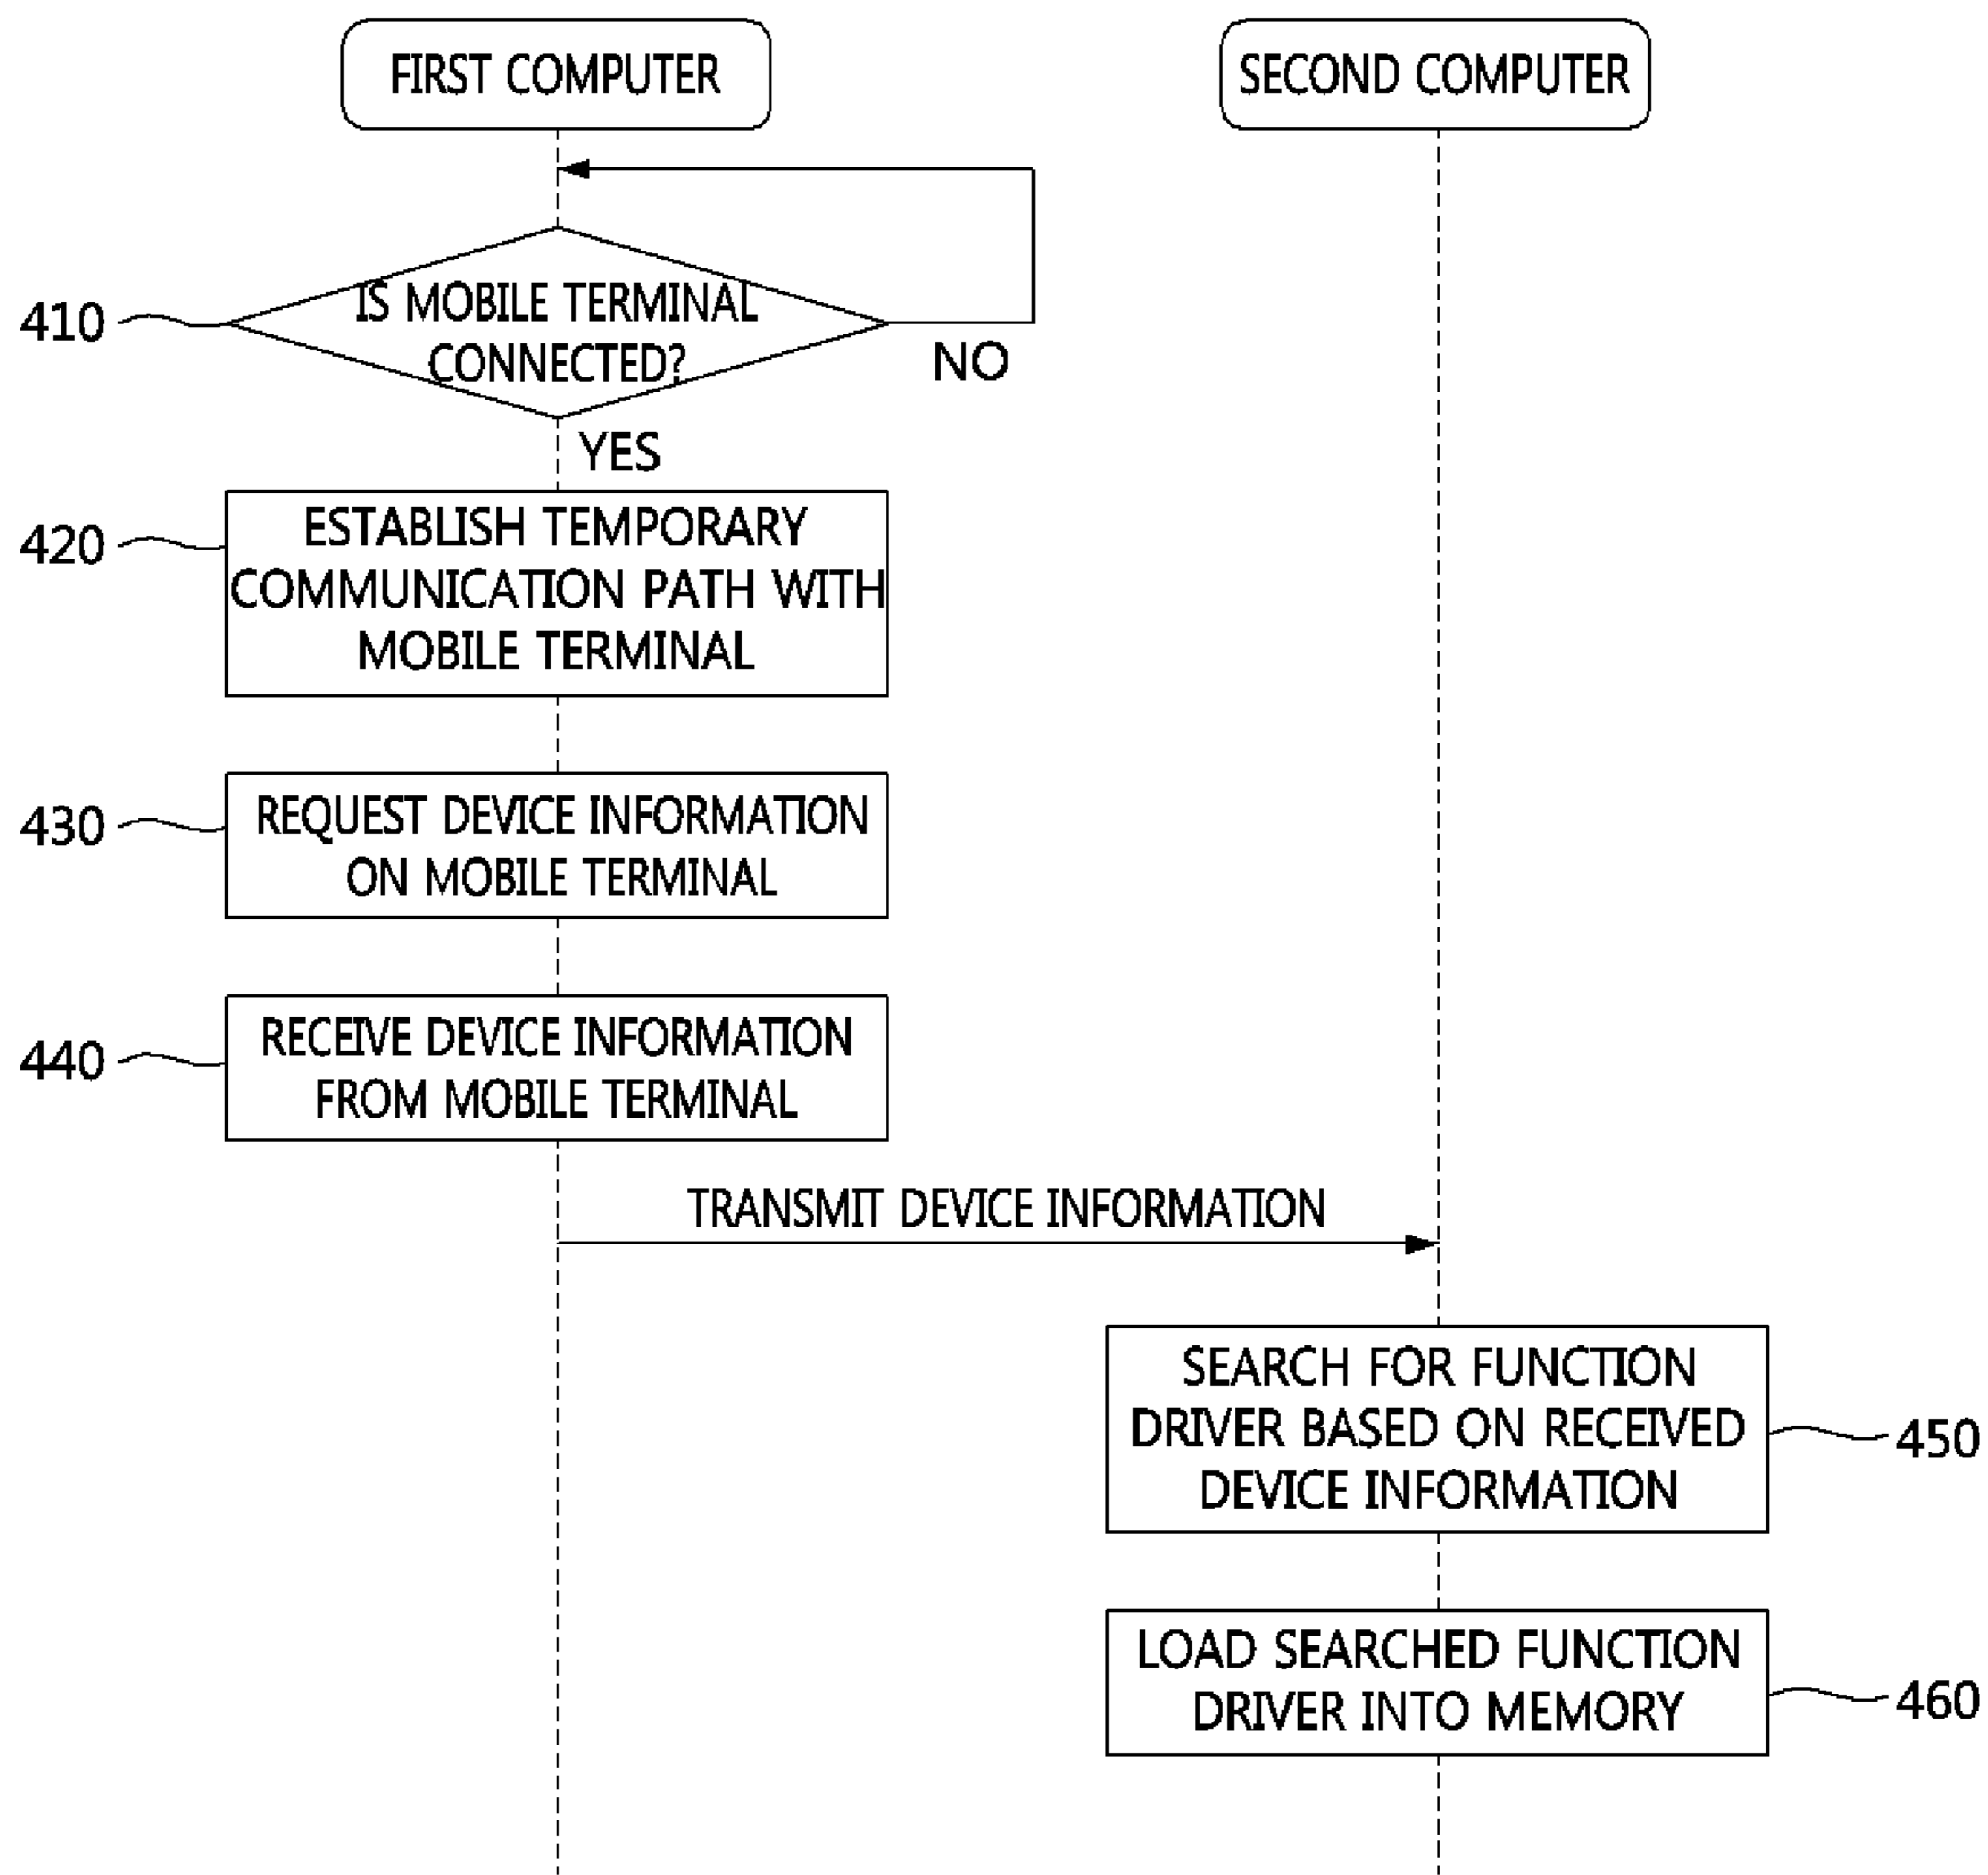 FIRST COMPUTER
SECOND COMPUTER
410
IS MOBILE TERMINAL
CONNECTED?
NO
YES
420
ESTABLISH TEMPORARY
COMMUNICATION PATH WITH
MOBILE TERMINAL
430
REQUEST DEVICE INFORMATION
ON MOBILE TERMINAL
440
RECEIVE DEVICE INFORMATION
FROM MOBILE TERMINAL
TRANSMIT DEVICE INFORMATION
SEARCH FOR FUNCTION
DRIVER BASED ON RECEIVED
DEVICE INFORMATION
450
LOAD SEARCHED FUNCTION
DRIVER INTO MEMORY
460